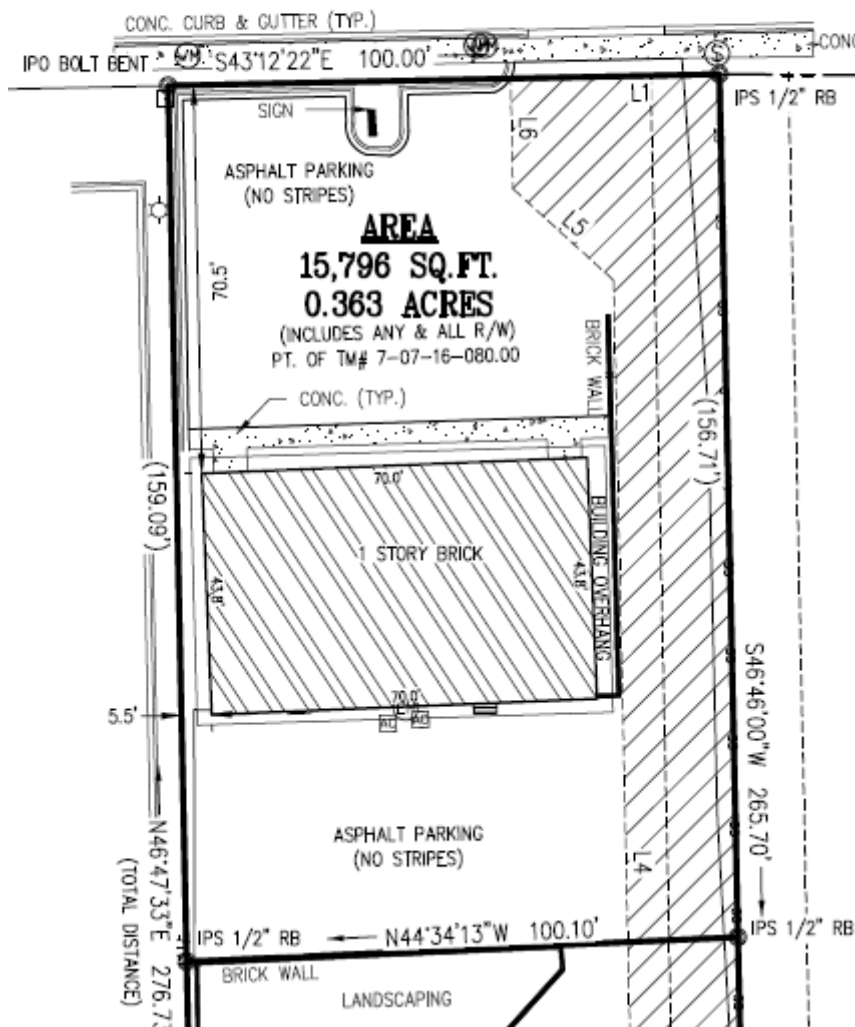 CONC. CURB & GUTTER (TYP.)
CONC
IPO BOLT BENT
WM
S43°12'22"E 100.00'
S
IPS 1/2" RB
L1
L6
SIGN
ASPHALT PARKING
(NO STRIPES)
L5
AREA
15,796 SQ.FT.
0.363 ACRES
(INCLUDES ANY & ALL R/W)
PT. OF TM# 7-07-16-080.00
70.5'
BRICK WALL
CONC. (TYP.)
(156.71')
(159.09')
70.0'
1 STORY BRICK
43.8'
43.8'
BUILDING OVERHANG
70.0'
5.5'
AC
AC
S46°46'00"W 265.70'
ASPHALT PARKING
(NO STRIPES)
L4
N46°47'33"E 276.73
(TOTAL DISTANCE)
IPS 1/2" RB
N44°34'13"W 100.10'
IPS 1/2" RB
BRICK WALL
LANDSCAPING